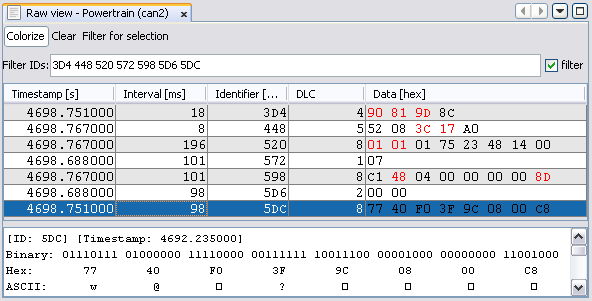 Raw view - Powertrain (can2)
Colorize Clear Filter for selection
Filter IDs: 3D4 448 520 572 598 5D6 5DC filter
Timestamp [s] Interval [ms] Identifier [... DLC Data [hex]
4698.751000 18 3D4 4 90 81 9D 8C
4698.767000 8 448 5 52 08 3C 17 A0
4698.767000 196 520 8 01 01 01 75 23 48 14 00
4698.688000 101 572 1 07
4698.767000 101 598 8 C1 48 04 00 00 00 00 8D
4698.688000 98 5D6 2 00 00
4698.751000 98 5DC 8 77 40 F0 3F 9C 08 00 C8
[ID: 5DC] [Timestamp: 4692.235000]
Binary: 01110111 01000000 11110000 00111111 10011100 00001000 00000000 11001000
Hex: 77 40 F0 3F 9C 08 00 C8
ASCII: w @ □ ? □ □ □ □